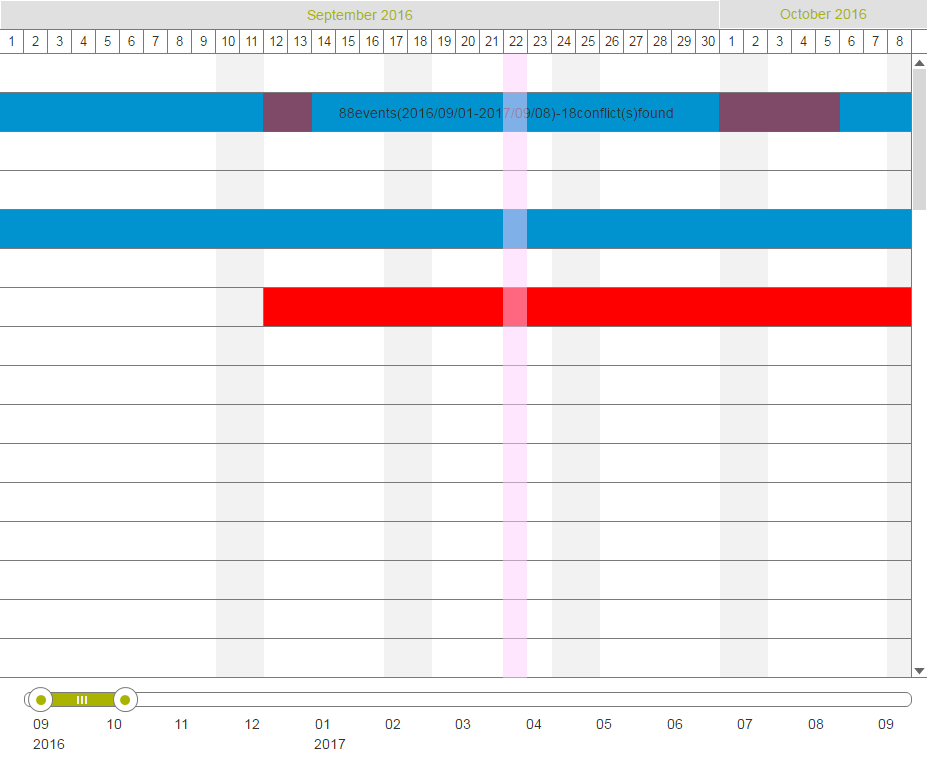 September 2016 October 2016
1 2 3 4 5 6 7 8 9 10 11 12 13 14 15 16 17 18 19 20 21 22 23 24 25 26 27 28 29 30 1 2 3 4 5 6 7 8
88events(2016/09/01-2017/09/08)-18conflict(s)found
09 10 11 12 01 02 03 04 05 06 07 08 09
2016 2017